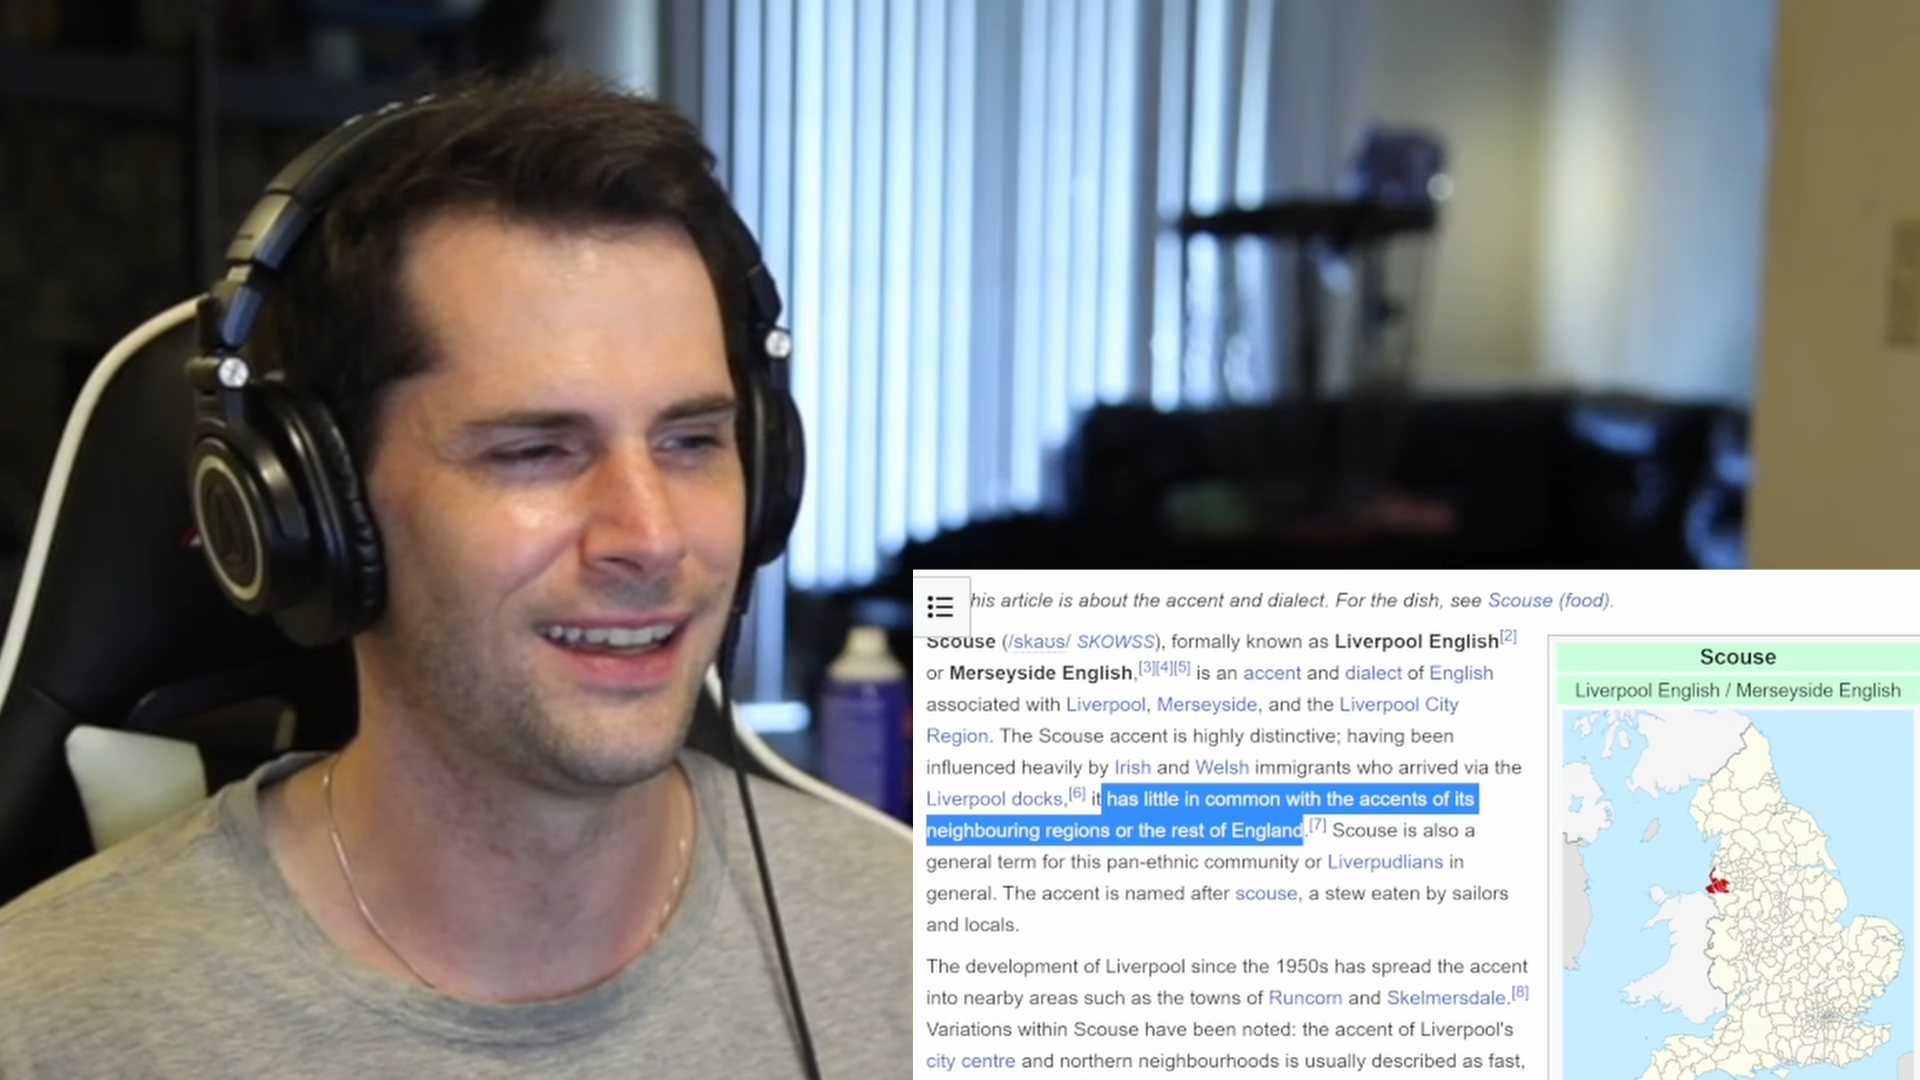 his article is about the accent and dialect. For the dish, see Scouse (food).
Scouse (/skaʊs/ SKOWSS), formally known as Liverpool English[2]
or Merseyside English,[3][4][5] is an accent and dialect of English
associated with Liverpool, Merseyside, and the Liverpool City
Region. The Scouse accent is highly distinctive; having been
influenced heavily by Irish and Welsh immigrants who arrived via the
Liverpool docks,[6] it has little in common with the accents of its
neighbouring regions or the rest of England.[7] Scouse is also a
general term for this pan-ethnic community or Liverpudlians in
general. The accent is named after scouse, a stew eaten by sailors
and locals.
The development of Liverpool since the 1950s has spread the accent
into nearby areas such as the towns of Runcorn and Skelmersdale.[8]
Variations within Scouse have been noted: the accent of Liverpool's
city centre and northern neighbourhoods is usually described as fast,
Scouse
Liverpool English / Merseyside English